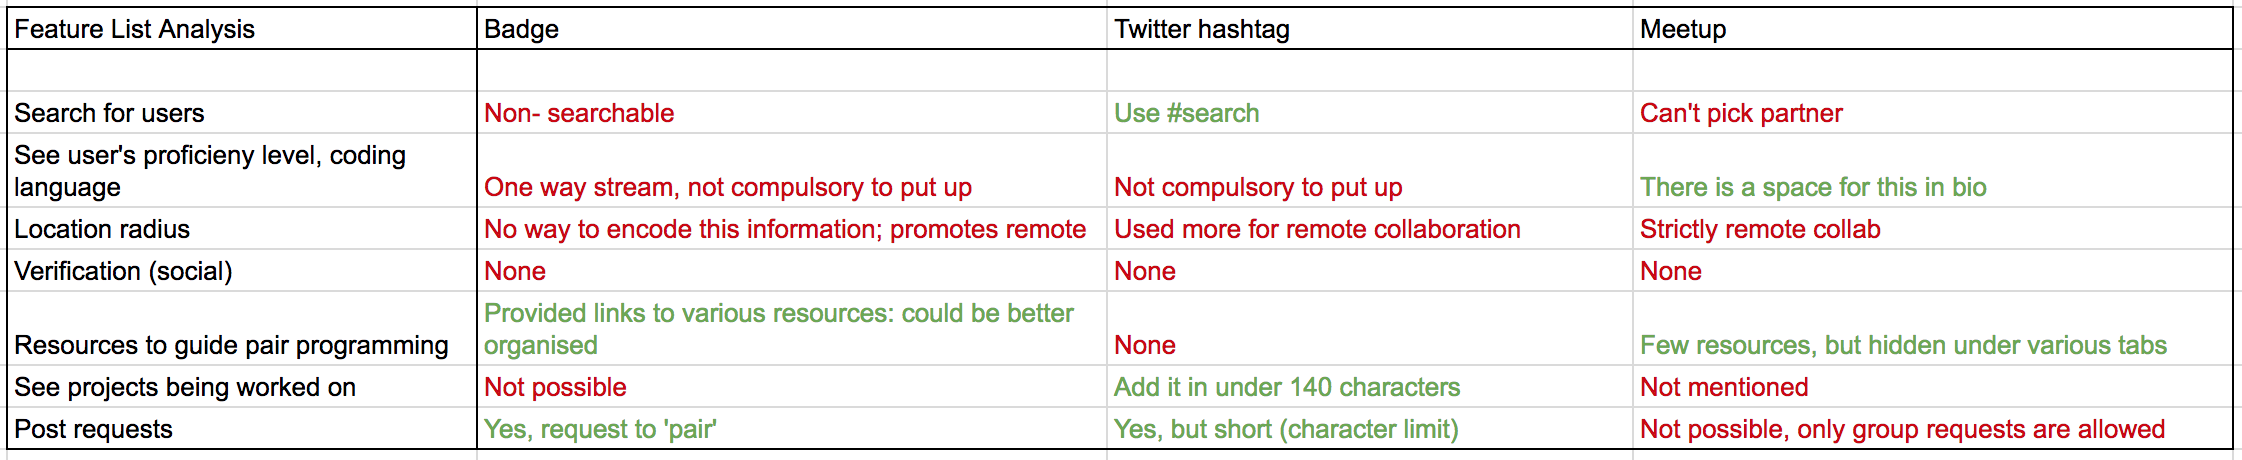 Feature List Analysis
Badge
Twitter hashtag
Meetup
Search for users
Non- searchable
Use #search
Can't pick partner
See user's proficieny level, coding
language
One way stream, not compulsory to put up
Not compulsory to put up
There is a space for this in bio
Location radius
No way to encode this information; promotes remote
Used more for remote collaboration
Strictly remote collab
Verification (social)
None
None
None
Resources to guide pair programming
Provided links to various resources: could be better
organised
None
Few resources, but hidden under various tabs
See projects being worked on
Not possible
Add it in under 140 characters
Not mentioned
Post requests
Yes, request to 'pair'
Yes, but short (character limit)
Not possible, only group requests are allowed